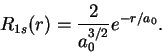 R_{1s}(r) = \frac{2}{a_0^{3/2}} e^{-r/a_0}.